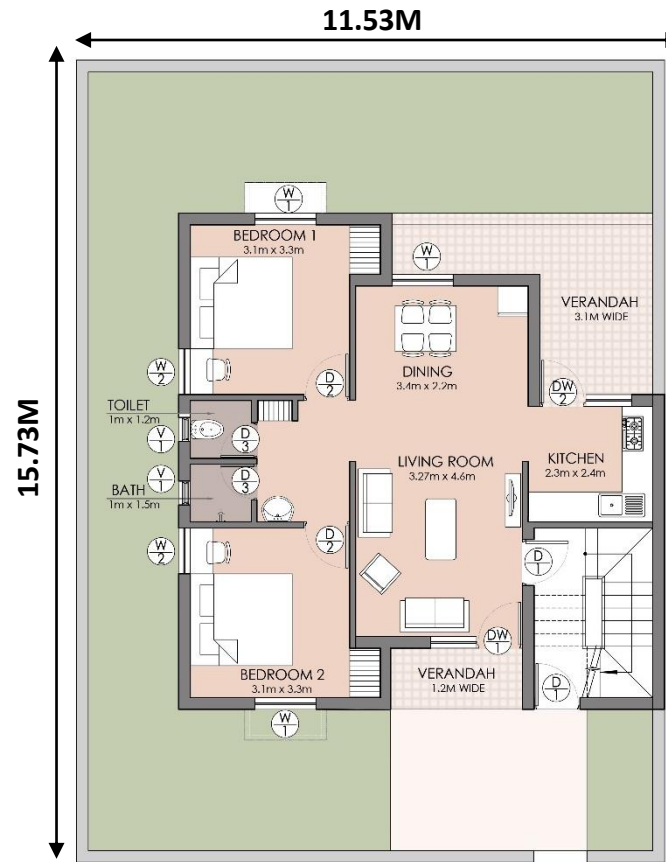 11.53M
15.73M
W
1
BEDROOM 1
3.1m x 3.3m
W
1
VERANDAH
3.1M WIDE
W
2
D
2
DINING
3.4m x 2.2m
DW
2
TOILET
1m x 1.2m
V
1
D
3
V
1
BATH
1m x 1.5m
D
3
LIVING ROOM
3.27m x 4.6m
KITCHEN
2.3m x 2.4m
W
2
D
2
D
1
DW
1
BEDROOM 2
3.1m x 3.3m
VERANDAH
1.2M WIDE
D
1
W
1